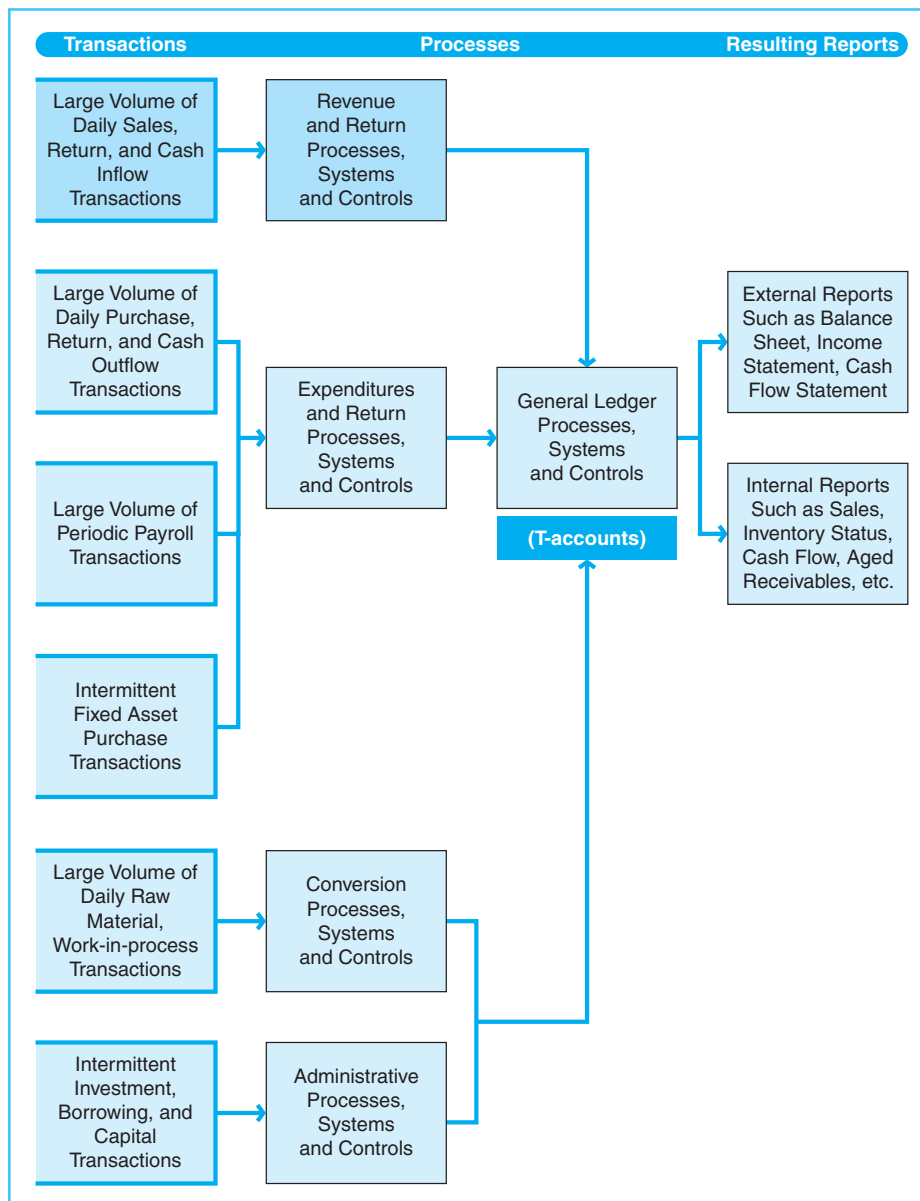 Transactions
Processes
Resulting Reports
Large Volume of
Daily Sales,
Return, and Cash
Inflow
Transactions
Revenue
and Return
Processes,
Systems
and Controls
Large Volume of
Daily Purchase,
Return, and Cash
Outflow
Transactions
Expenditures
and Return
Processes,
Systems
and Controls
General Ledger
Processes,
Systems
and Controls
(T-accounts)
External Reports
Such as Balance
Sheet, Income
Statement, Cash
Flow Statement
Internal Reports
Such as Sales,
Inventory Status,
Cash Flow, Aged
Receivables, etc.
Large Volume of
Periodic Payroll
Transactions
Intermittent
Fixed Asset
Purchase
Transactions
Large Volume of
Daily Raw
Material,
Work-in-process
Transactions
Conversion
Processes,
Systems
and Controls
Intermittent
Investment,
Borrowing, and
Capital
Transactions
Administrative
Processes,
Systems
and Controls